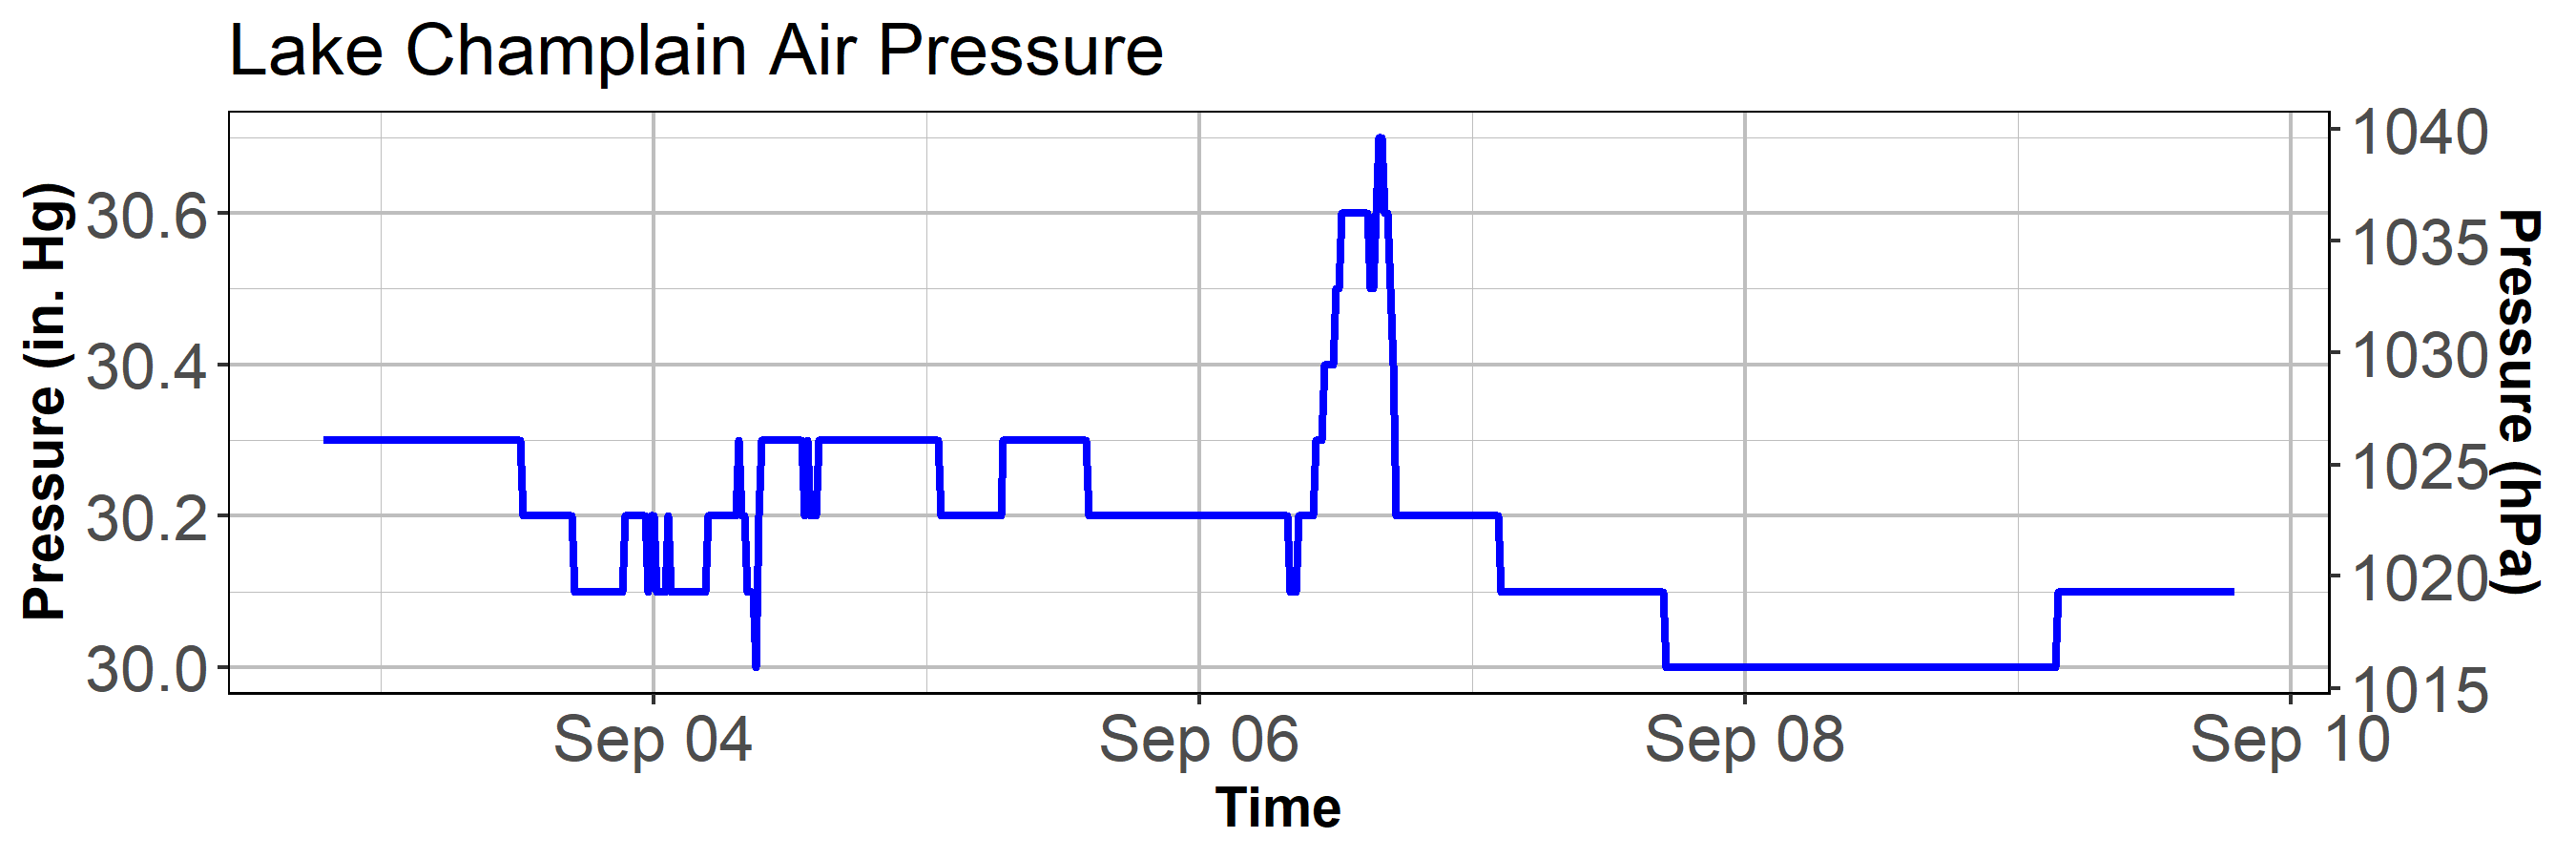 Lake Champlain Air Pressure
Pressure (in. Hg)
30.6
30.4
30.2
30.0
1040
1035
1030
1025
1020
1015
Pressure (hPa)
Sep 04 Sep 06 Sep 08 Sep 10
Time